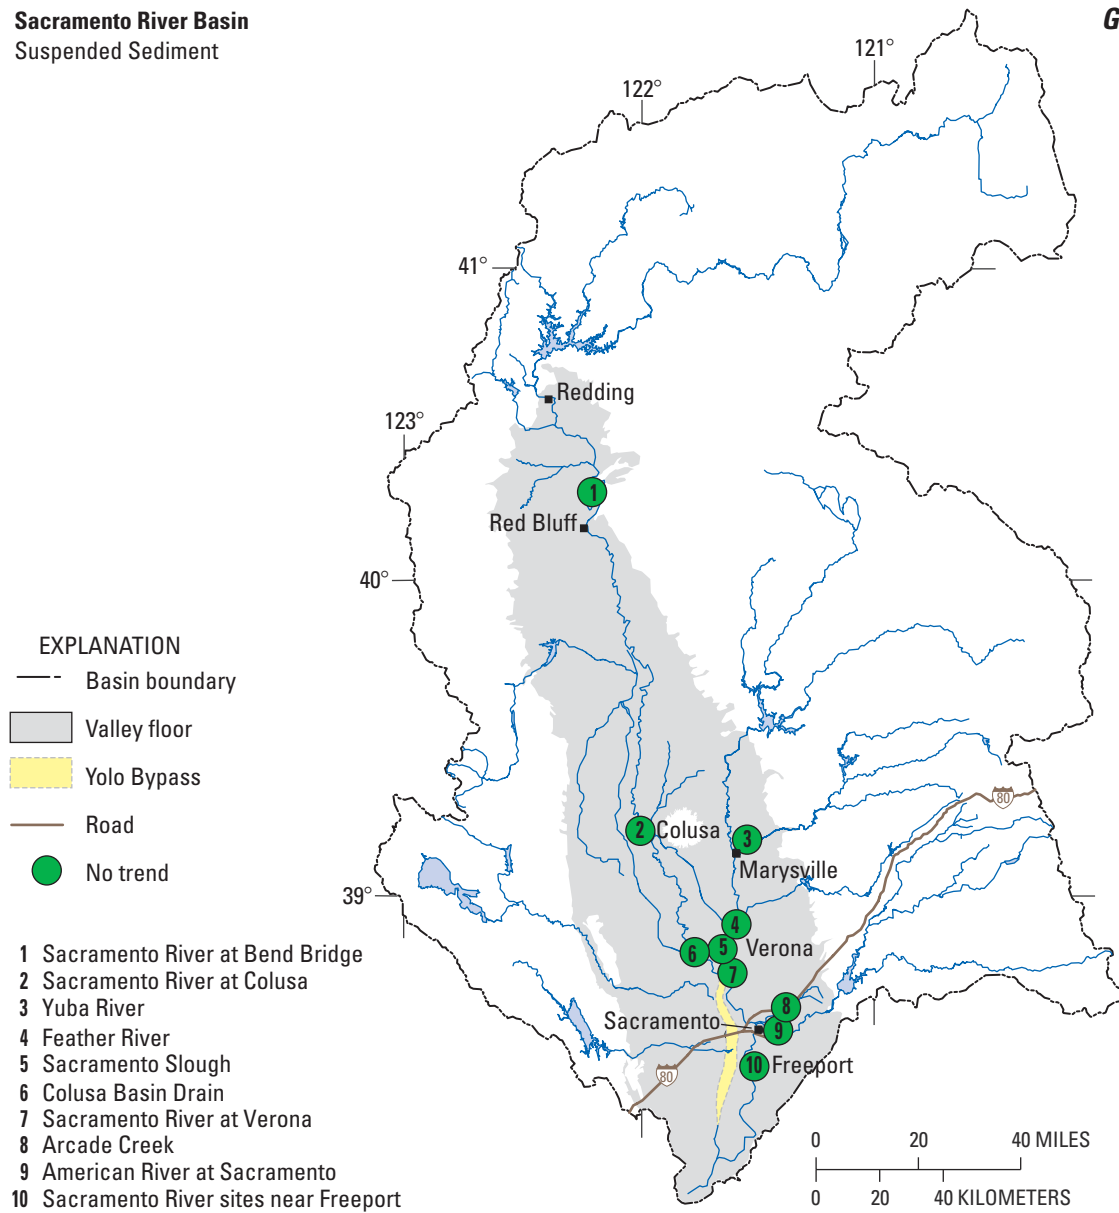 Sacramento River Basin
Suspended Sediment
G
121°
122°
41°
Redding
123°
1
Red Bluff
40°
EXPLANATION
Basin boundary
Valley floor
Yolo Bypass
Road
No trend
80
2 Colusa
3
Marysville
39°
4
5 Verona
6
7
8
Sacramento
9
10 Freeport
80
1 Sacramento River at Bend Bridge
2 Sacramento River at Colusa
3 Yuba River
4 Feather River
5 Sacramento Slough
6 Colusa Basin Drain
7 Sacramento River at Verona
8 Arcade Creek
9 American River at Sacramento
10 Sacramento River sites near Freeport
0 20 40 MILES
0 20 40 KILOMETERS